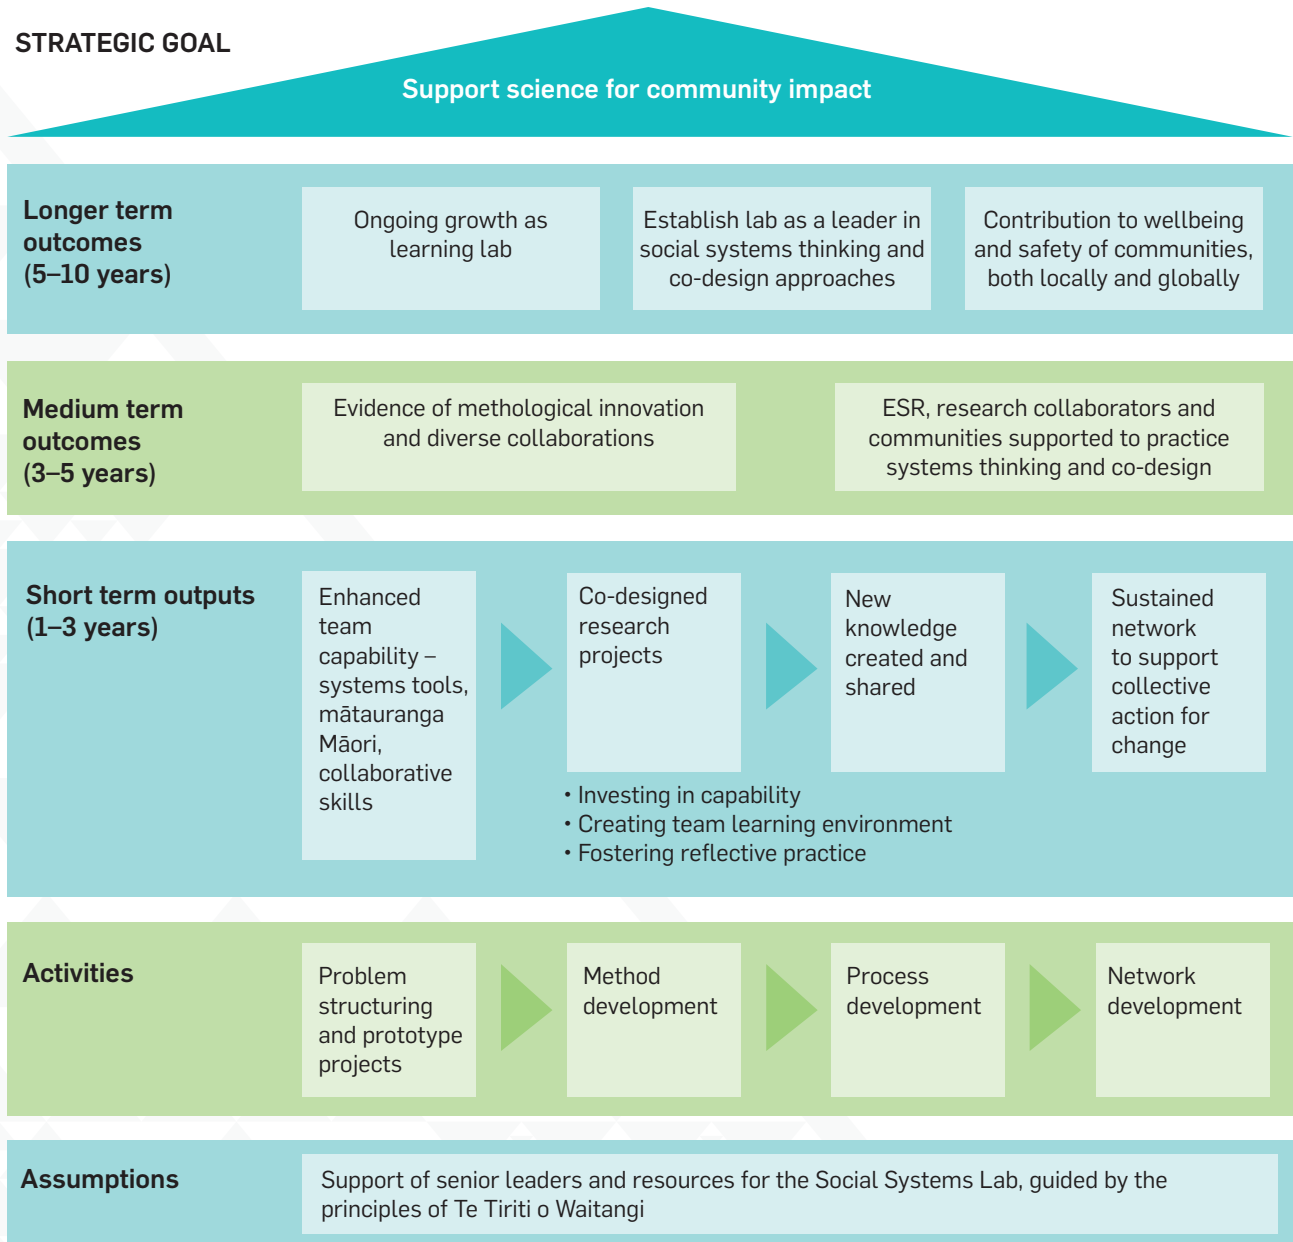 STRATEGIC GOAL
Support science for community impact
Longer term
outcomes
(5–10 years)
Ongoing growth as
learning lab
Establish lab as a leader in
social systems thinking and
co-design approaches
Contribution to wellbeing
and safety of communities,
both locally and globally
Medium term
outcomes
(3–5 years)
Evidence of methological innovation
and diverse collaborations
ESR, research collaborators and
communities supported to practice
systems thinking and co-design
Short term outputs
(1–3 years)
Enhanced
team
capability –
systems tools,
mātauranga
Māori,
collaborative
skills
Co-designed
research
projects
New
knowledge
created and
shared
Sustained
network
to support
collective
action for
change
• Investing in capability
• Creating team learning environment
• Fostering reflective practice
Activities
Problem
structuring
and prototype
projects
Method
development
Process
development
Network
development
Assumptions
Support of senior leaders and resources for the Social Systems Lab, guided by the
principles of Te Tiriti o Waitangi